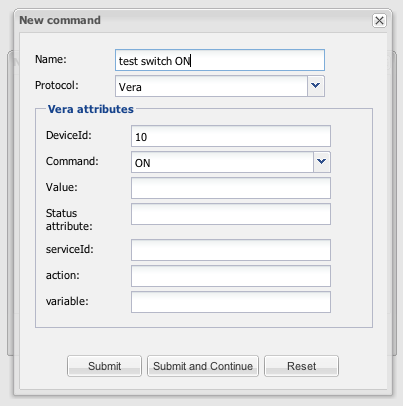 New command
Name: test switch ON
Protocol: Vera
Vera attributes
DeviceId: 10
Command: ON
Value:
Status
attribute:
serviceId:
action:
variable:
Submit Submit and Continue Reset